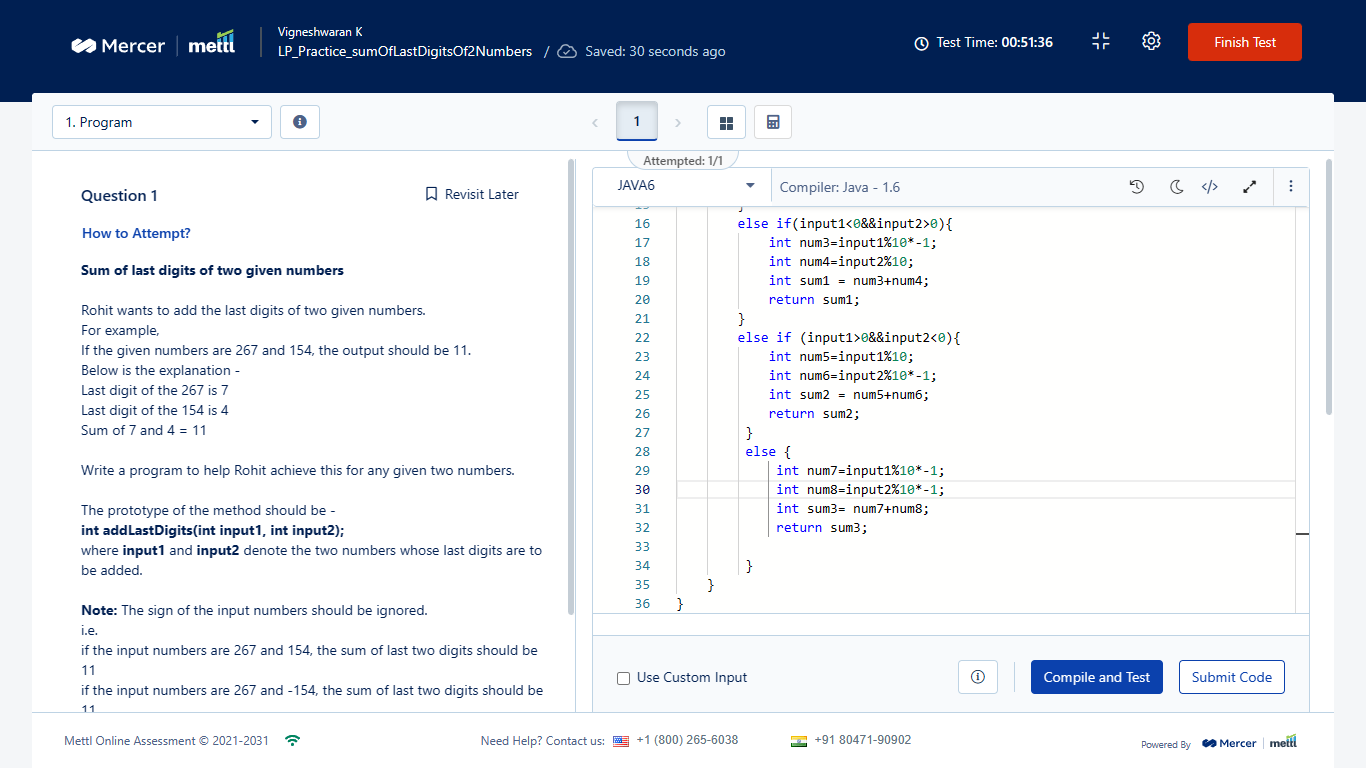 Mercer | mettl
Vigneshwaran K
LP_Practice_sumOfLastDigitsOf2Numbers / Saved: 30 seconds ago
Test Time: 00:51:36
Finish Test
1. Program
1
Attempted: 1/1
Question 1
Revisit Later
How to Attempt?
Sum of last digits of two given numbers
Rohit wants to add the last digits of two given numbers.
For example,
If the given numbers are 267 and 154, the output should be 11.
Below is the explanation -
Last digit of the 267 is 7
Last digit of the 154 is 4
Sum of 7 and 4 = 11
Write a program to help Rohit achieve this for any given two numbers.
The prototype of the method should be -
int addLastDigits(int input1, int input2);
where input1 and input2 denote the two numbers whose last digits are to
be added.
Note: The sign of the input numbers should be ignored.
i.e.
if the input numbers are 267 and 154, the sum of last two digits should be
11
if the input numbers are 267 and -154, the sum of last two digits should be
11
JAVA6
Compiler: Java - 1.6
15 }
16 else if(input1<0&&input2>0){
17 int num3=input1%10*-1;
18 int num4=input2%10;
19 int sum1 = num3+num4;
20 return sum1;
21 }
22 else if (input1>0&&input2<0){
23 int num5=input1%10;
24 int num6=input2%10*-1;
25 int sum2 = num5+num6;
26 return sum2;
27 }
28 else {
29 int num7=input1%10*-1;
30 int num8=input2%10*-1;
31 int sum3= num7+num8;
32 return sum3;
33
34 }
35 }
36 }
Use Custom Input
Compile and Test
Submit Code
Mettl Online Assessment © 2021-2031
Need Help? Contact us: +1 (800) 265-6038
+91 80471-90902
Powered By Mercer | mettl